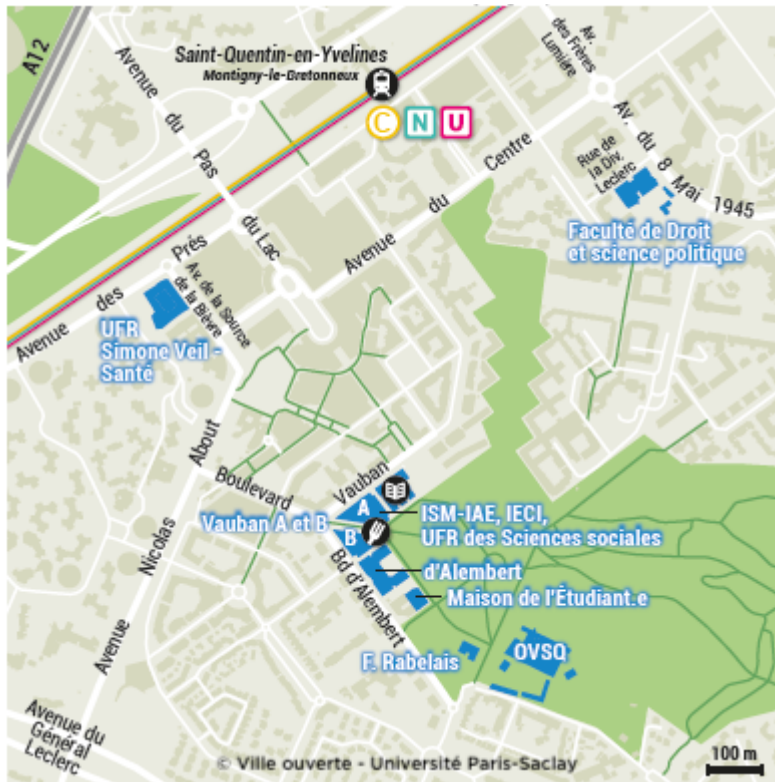 A12
Saint-Quentin-en-Yvelines
Montigny-le-Bretonneux
C N U
Avenue du Pas du Lac
Av. des Frères Lumière
Av. du 8 Mai 1945
Rue de
la Div.
Leclerc
Avenue du Centre
Faculté de Droit
et science politique
Avenue des Prés
Av. de la Source
de la Bièvre
UFR
Simone Veil -
Santé
Avenue Nicolas About
Boulevard Vauban
A
Vauban A et B
B
ISM-IAE, IECI,
UFR des Sciences sociales
d'Alembert
Maison de l'Étudiant.e
Bd d'Alembert
F. Rabelais
OVSQ
Avenue du
Général
Leclerc
© Ville ouverte - Université Paris-Saclay
100 m